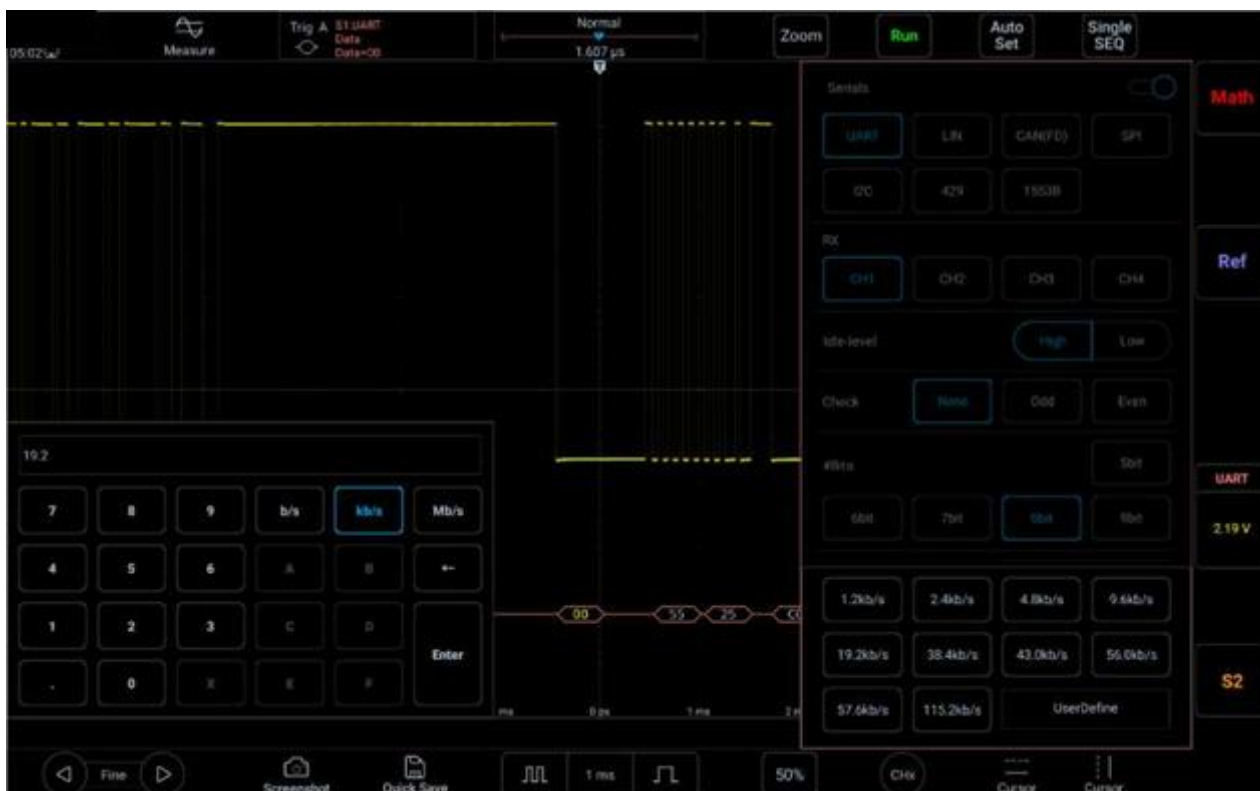 05:02
Measure
Trig A
S1:UART
Data
Data=00
Normal
1.607 µs
T
Zoom
Run
Auto Set
Single SEQ
Serials
UART LIN CAN(FD) SPI
I2C 429 1553B
RX
CH1 CH2 CH3 CH4
Idle-level High Low
Check None Odd Even
#Bits 5bit
6bit 7bit 8bit 9bit
1.2kb/s 2.4kb/s 4.8kb/s 9.6kb/s
19.2kb/s 38.4kb/s 43.0kb/s 56.0kb/s
57.6kb/s 115.2kb/s UserDefine
Math
Ref
UART
2.19 V
S2
19.2
7 8 9 b/s kb/s Mb/s
4 5 6 A B ←
1 2 3 C D Enter
. 0 X E F
00 55 25
ms 0 ps 1 ms
Fine
Screenshot
Quick Save
1 ms
50%
CHx
Cursor
Cursor